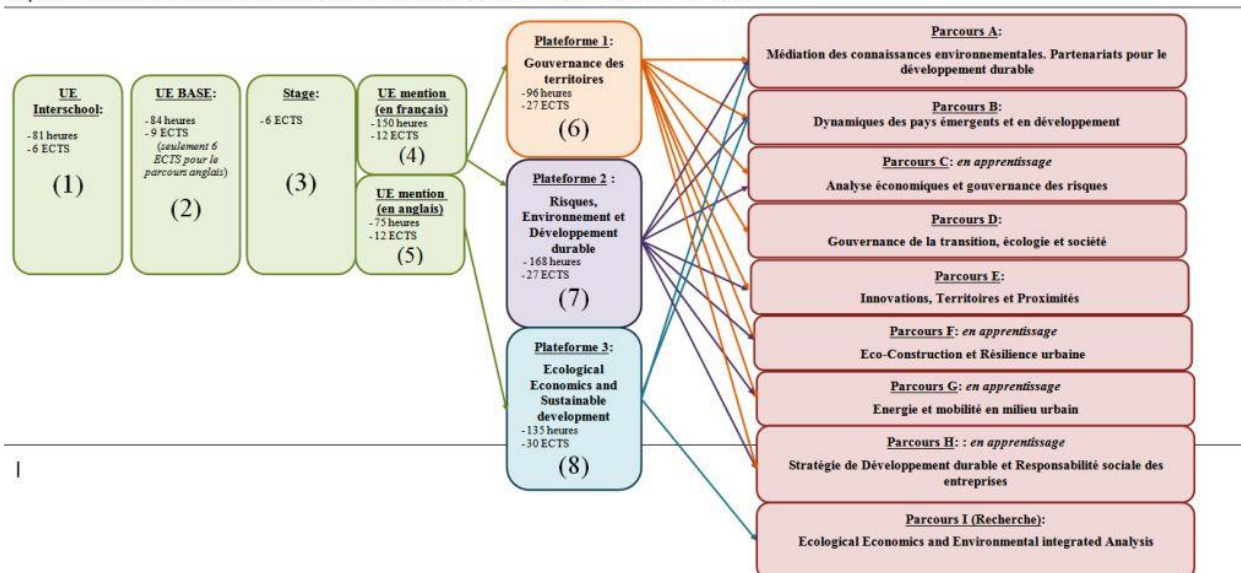 UE
Interschool:
- 81 heures
- 6 ECTS
(1)
UE BASE:
- 84 heures
- 9 ECTS
(seulement 6
ECTS pour le
parcours anglais)
(2)
Stage:
- 6 ECTS
(3)
UE mention
(en français)
- 150 heures
- 12 ECTS
(4)
UE mention
(en anglais)
- 75 heures
- 12 ECTS
(5)
Plateforme 1:
Gouvernance des
territoires
- 96 heures
- 27 ECTS
(6)
Plateforme 2 :
Risques,
Environnement et
Développement
durable
- 168 heures
- 27 ECTS
(7)
Plateforme 3:
Ecological
Economics and
Sustainable
development
- 135 heures
- 30 ECTS
(8)
Parcours A:
Médiation des connaissances environnementales. Partenariats pour le
développement durable
Parcours B:
Dynamiques des pays émergents et en développement
Parcours C: en apprentissage
Analyse économiques et gouvernance des risques
Parcours D:
Gouvernance de la transition, écologie et société
Parcours E:
Innovations, Territoires et Proximités
Parcours F: en apprentissage
Eco-Construction et Résilience urbaine
Parcours G: en apprentissage
Energie et mobilité en milieu urbain
Parcours H: : en apprentissage
Stratégie de Développement durable et Responsabilité sociale des
entreprises
Parcours I (Recherche):
Ecological Economics and Environmental integrated Analysis